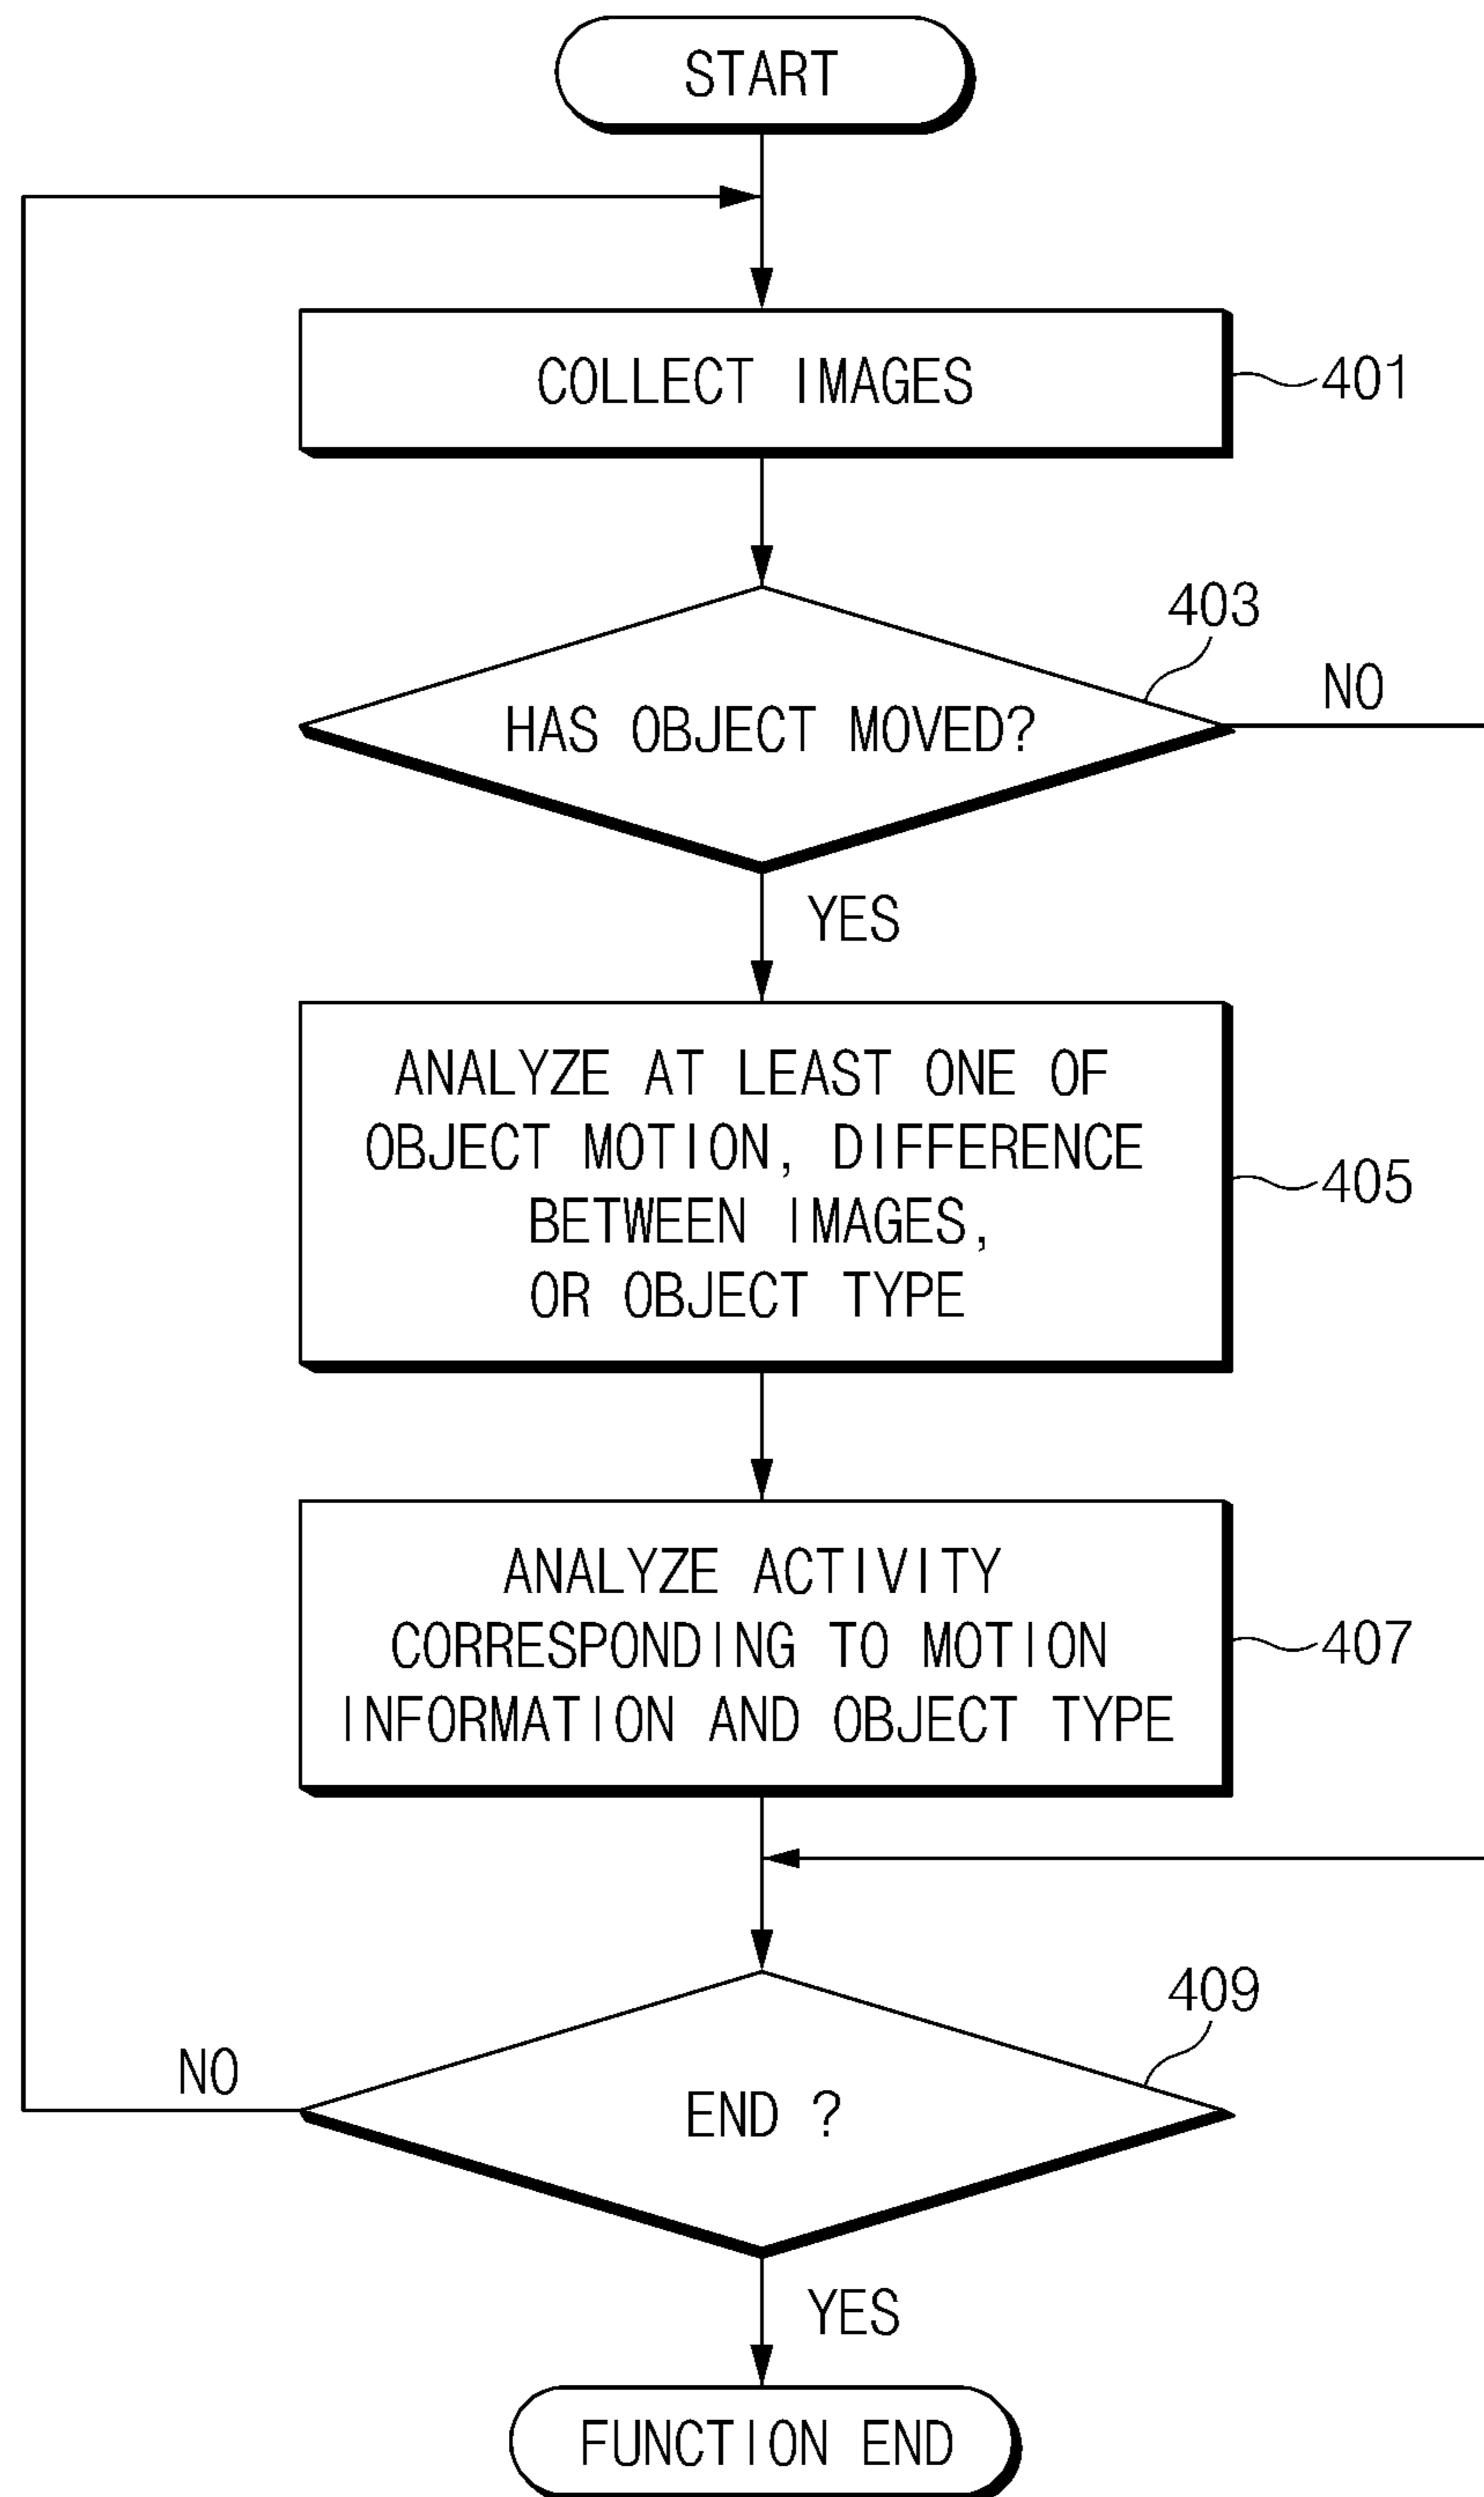 START
COLLECT IMAGES
401
403
HAS OBJECT MOVED?
NO
YES
ANALYZE AT LEAST ONE OF
OBJECT MOTION, DIFFERENCE
BETWEEN IMAGES,
OR OBJECT TYPE
405
ANALYZE ACTIVITY
CORRESPONDING TO MOTION
INFORMATION AND OBJECT TYPE
407
409
NO
END ?
YES
FUNCTION END